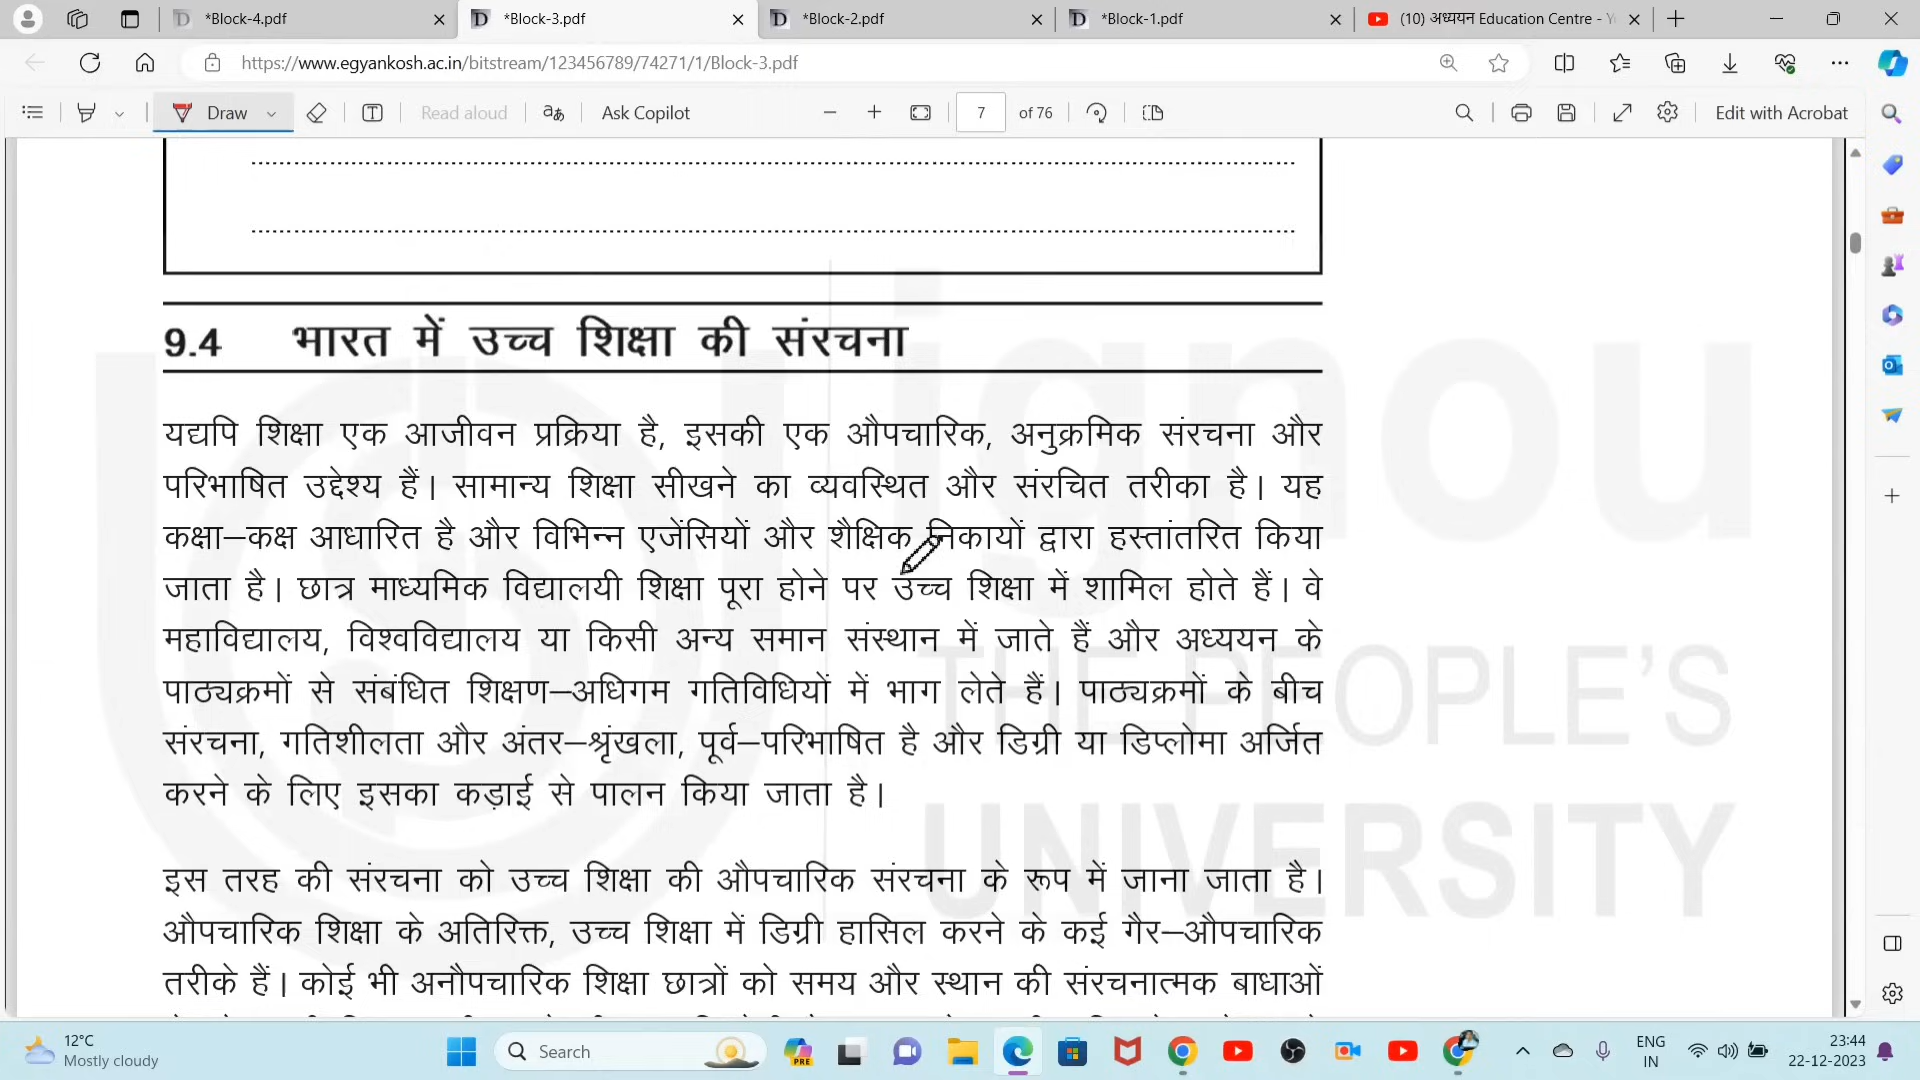 *Block-4.pdf
*Block-3.pdf
*Block-2.pdf
*Block-1.pdf
(10) अध्ययन Education Centre - Y
https://www.egyankosh.ac.in/bitstream/123456789/74271/1/Block-3.pdf
Draw
Read aloud
Ask Copilot
7 of 76
Edit with Acrobat
9.4 भारत में उच्च शिक्षा की संरचना
यद्यपि शिक्षा एक आजीवन प्रक्रिया है, इसकी एक औपचारिक, अनुक्रमिक संरचना और
परिभाषित उद्देश्य हैं। सामान्य शिक्षा सीखने का व्यवस्थित और संरचित तरीका है। यह
कक्षा–कक्ष आधारित है और विभिन्न एजेंसियों और शैक्षिक निकायों द्वारा हस्तांतरित किया
जाता है। छात्र माध्यमिक विद्यालयी शिक्षा पूरा होने पर उच्च शिक्षा में शामिल होते हैं। वे
महाविद्यालय, विश्वविद्यालय या किसी अन्य समान संस्थान में जाते हैं और अध्ययन के
पाठ्यक्रमों से संबंधित शिक्षण–अधिगम गतिविधियों में भाग लेते हैं। पाठ्यक्रमों के बीच
संरचना, गतिशीलता और अंतर–श्रृंखला, पूर्व–परिभाषित है और डिग्री या डिप्लोमा अर्जित
करने के लिए इसका कड़ाई से पालन किया जाता है।
इस तरह की संरचना को उच्च शिक्षा की औपचारिक संरचना के रूप में जाना जाता है।
औपचारिक शिक्षा के अतिरिक्त, उच्च शिक्षा में डिग्री हासिल करने के कई गैर–औपचारिक
तरीके हैं। कोई भी अनौपचारिक शिक्षा छात्रों को समय और स्थान की संरचनात्मक बाधाओं
ignou
THE PEOPLE'S
UNIVERSITY
12°C
Mostly cloudy
Search
PRE
ENG
IN
23:44
22-12-2023